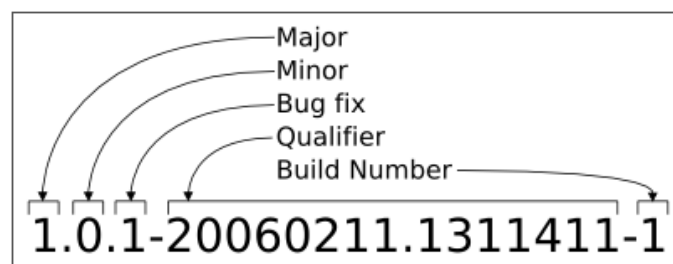 Major
Minor
Bug fix
Qualifier
Build Number
1.0.1-20060211.1311411-1